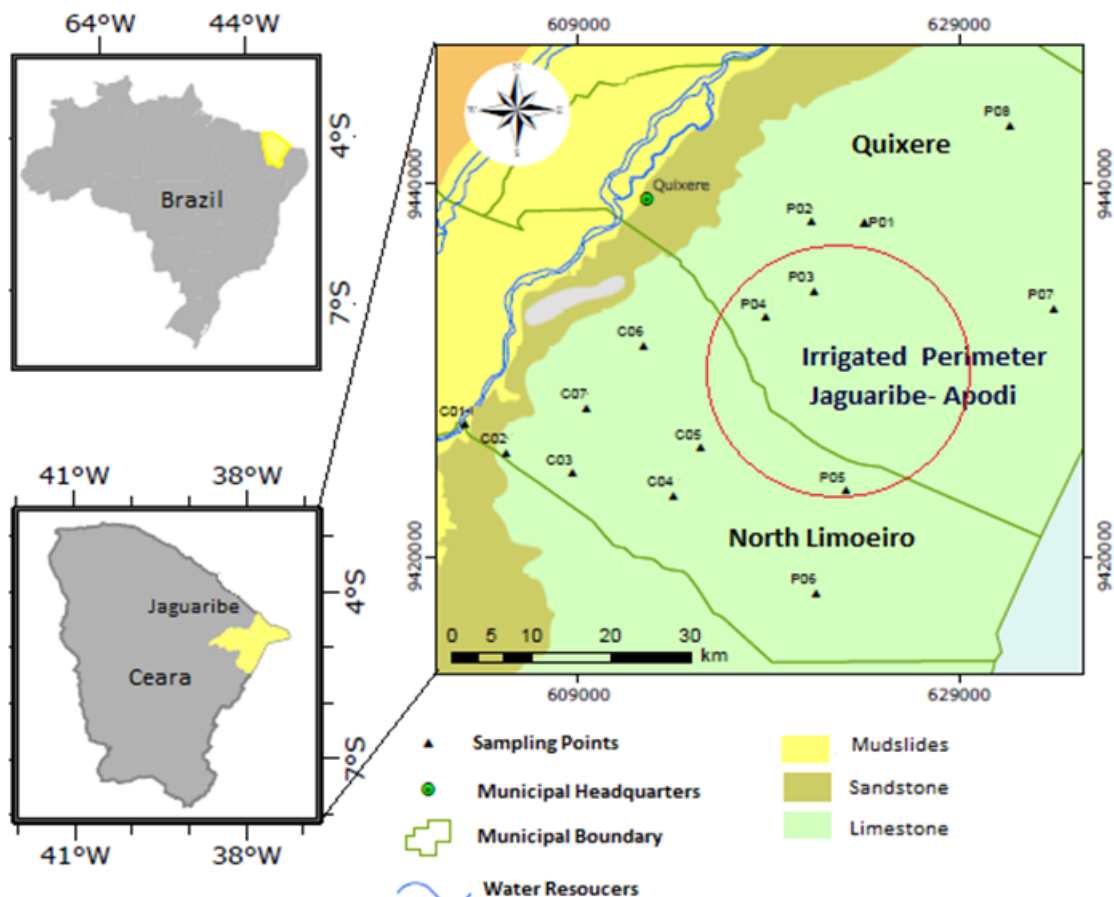 64°W 44°W
4°S
7°S
Brazil
41°W 38°W
4°S
7°S
Jaguaribe
Ceara
41°W 38°W
609000 629000
9440000 9440000
9420000 9420000
N
E
S
W
P08
Quixere
Quixere
P02
P01
P03
P04
P07
C06
Irrigated Perimeter
Jaguaribe- Apodi
C07
C01
C02
C05
C03
C04
P05
North Limoeiro
P06
0 5 10 20 30
km
609000 629000
Sampling Points
Municipal Headquarters
Municipal Boundary
Water Resoucers
Mudslides
Sandstone
Limestone